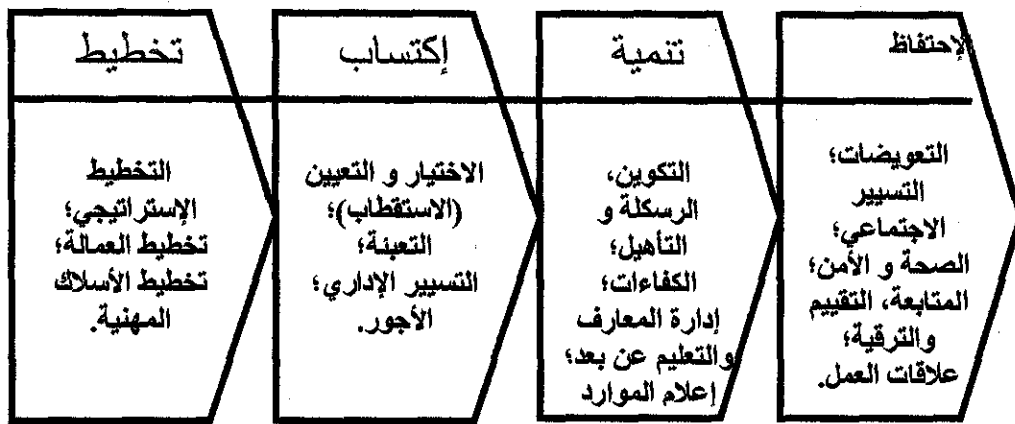 تخطيط
التخطيط
الإستراتيجي؛
تخطيط العمالة؛
تخطيط الأسلاك
المهنية.
إكتساب
الاختيار و التعيين
(الاستقطاب)؛
التعبئة؛
التسيير الإداري؛
الأجور.
تنمية
التكوين،
الرسكلة و
التأهيل؛
الكفاءات؛
إدارة المعارف
والتعليم عن بعد؛
إعلام الموارد
الإحتفاظ
التعويضات؛
التسيير
الاجتماعي؛
الصحة و الأمن؛
المتابعة، التقييم
والترقية؛
علاقات العمل.